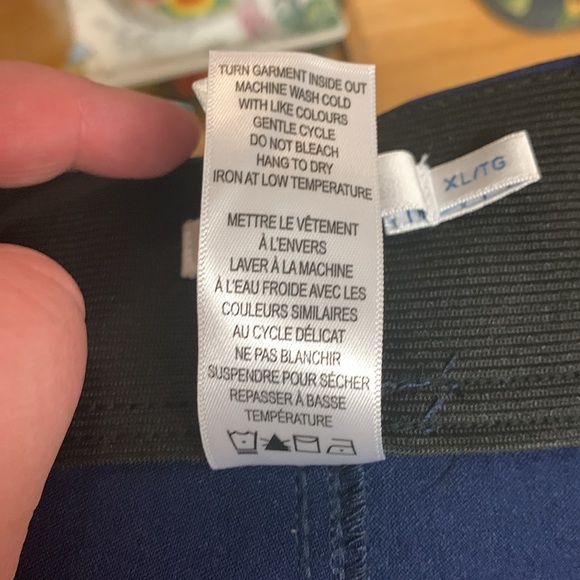 TURN GARMENT INSIDE OUT
MACHINE WASH COLD
WITH LIKE COLOURS
GENTLE CYCLE
DO NOT BLEACH
HANG TO DRY
IRON AT LOW TEMPERATURE
METTRE LE VÊTEMENT
À L'ENVERS
LAVER À LA MACHINE
À L'EAU FROIDE AVEC LES
COULEURS SIMILAIRES
AU CYCLE DÉLICAT
NE PAS BLANCHIR
SUSPENDRE POUR SÉCHER
REPASSER À BASSE
TEMPÉRATURE
XL/TG